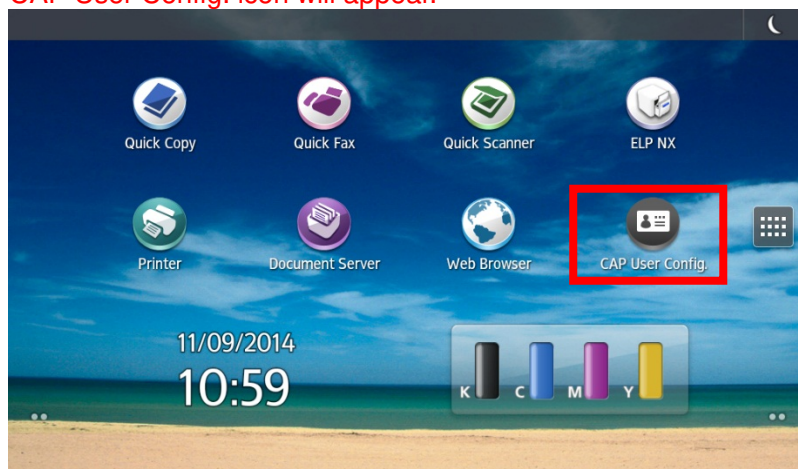 CAP User Config. icon will appear.
Quick Copy
Quick Fax
Quick Scanner
ELP NX
Printer
Document Server
Web Browser
CAP User Config.
11/09/2014
10:59
K C M Y